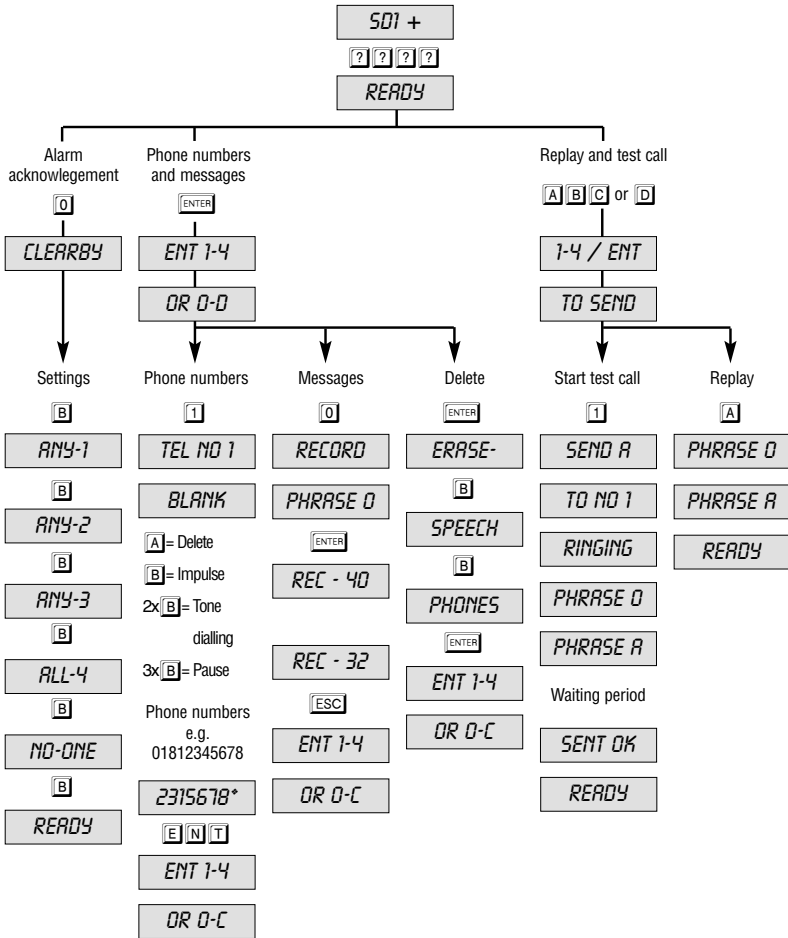 SD1 +
? ? ? ?
READY
Alarm
acknowlegement
0
CLEARBY
Settings
B
ANY-1
B
ANY-2
B
ANY-3
B
ALL-4
B
NO-ONE
B
READY
Phone numbers
and messages
ENTER
ENT 1-4
OR 0-D
Phone numbers
1
TEL NO 1
BLANK
A = Delete
B = Impulse
2x B = Tone
dialling
3x B = Pause
Phone numbers
e.g.
01812345678
2315678*
E N T
ENT 1-4
OR 0-C
Messages
0
RECORD
PHRASE 0
ENTER
REC - 40
REC - 32
ESC
ENT 1-4
OR 0-C
Delete
ENTER
ERASE-
B
SPEECH
B
PHONES
ENTER
ENT 1-4
OR 0-C
Replay and test call
A B C or D
1-4 / ENT
TO SEND
Start test call
1
SEND A
TO NO 1
RINGING
PHRASE 0
PHRASE A
Waiting period
SENT OK
READY
Replay
A
PHRASE 0
PHRASE A
READY